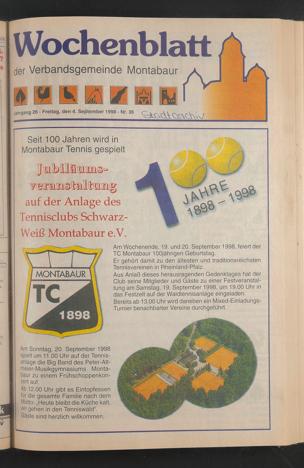 Wochenblatt
der Verbandsgemeinde Montabaur
Jahrgang 26 - Freitag, den 4. September 1998 - Nr. 36
Stadtarchiv
Seit 100 Jahren wird in
Montabaur Tennis gespielt
Jubiläums-
veranstaltung
auf der Anlage des
Tennisclubs Schwarz-
Weiß Montabaur e.V.
100
JAHRE
1898 – 1998
Am Wochenende, 19. und 20. September 1998, feiert der
TC Montabaur 100jährigen Geburtstag.
Er gehört damit zu den ältesten und traditionsreichsten
Tennisvereinen in Rheinland-Pfalz.
Aus Anlaß dieses herausragenden Gedenktages hat der
Club seine Mitglieder und Gäste zu einer Festveranstal-
tung am Samstag, 19. September 1998, um 19.00 Uhr in
das Festzelt auf der Waldtennisanlage eingeladen.
Bereits ab 13.00 Uhr wird daneben ein Mixed-Einladungs-
Turnier benachbarter Vereine durchgeführt.
MONTABAUR
TC
1898
Am Sonntag, 20. September 1998
spielt um 11.00 Uhr auf der Tennis-
anlage die Big Band des Peter-Alt-
meier-Musikgymnasiums Monta-
baur zu einem Frühschoppenkon-
zert auf.
Ab 12.00 Uhr gibt es Eintopfessen
für die gesamte Familie nach dem
Motto: „Heute bleibt die Küche kalt,
wir gehen in den Tenniswald".
Gäste sind herzlich willkommen.